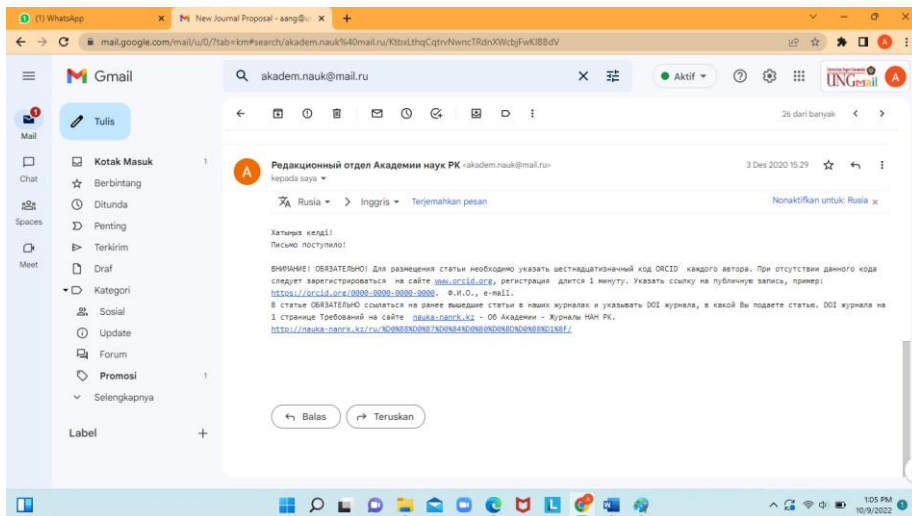 (1) WhatsApp
New Journal Proposal - aang@u
mail.google.com/mail/u/0/?tab=km#search/akadem.nauk%40mail.ru/KtbxLthqCqtrvNwncTRdnXWcbjFwKlBBdV
Gmail
akadem.nauk@mail.ru
Aktif
UNGmail
A
Mail
Chat
Spaces
Meet
Tulis
Kotak Masuk 1
Berbintang
Ditunda
Penting
Terkirim
Draf
Kategori
Sosial
Update
Forum
Promosi 1
Selengkapnya
Label
26 dari banyak
A
Редакционный отдел Академии наук РК <akadem.nauk@mail.ru>
3 Des 2020 15.29
kepada saya
Rusia > Inggris Terjemahkan pesan
Nonaktifkan untuk: Rusia x
Хатыңыз келді!
Письмо поступило!
ВНИМАНИЕ! ОБЯЗАТЕЛЬНО! Для размещения статьи необходимо указать шестнадцатизначный код ORCID каждого автора. При отсутствии данного кода
следует зарегистрироваться на сайте www.orcid.org, регистрация длится 1 минуту. Указать ссылку на публичную запись, пример:
https://orcid.org/0000-0000-0000-0000. Ф.И.О., e-mail.
В статье ОБЯЗАТЕЛЬНО ссылаться на ранее вышедшие статьи в наших журналах и указывать DOI журнала, в какой Вы подаете статью. DOI журнала на
1 странице Требований на сайте nauka-nanrk.kz - Об Академии - Журналы НАН РК.
Balas
Teruskan
1:05 PM
10/9/2022